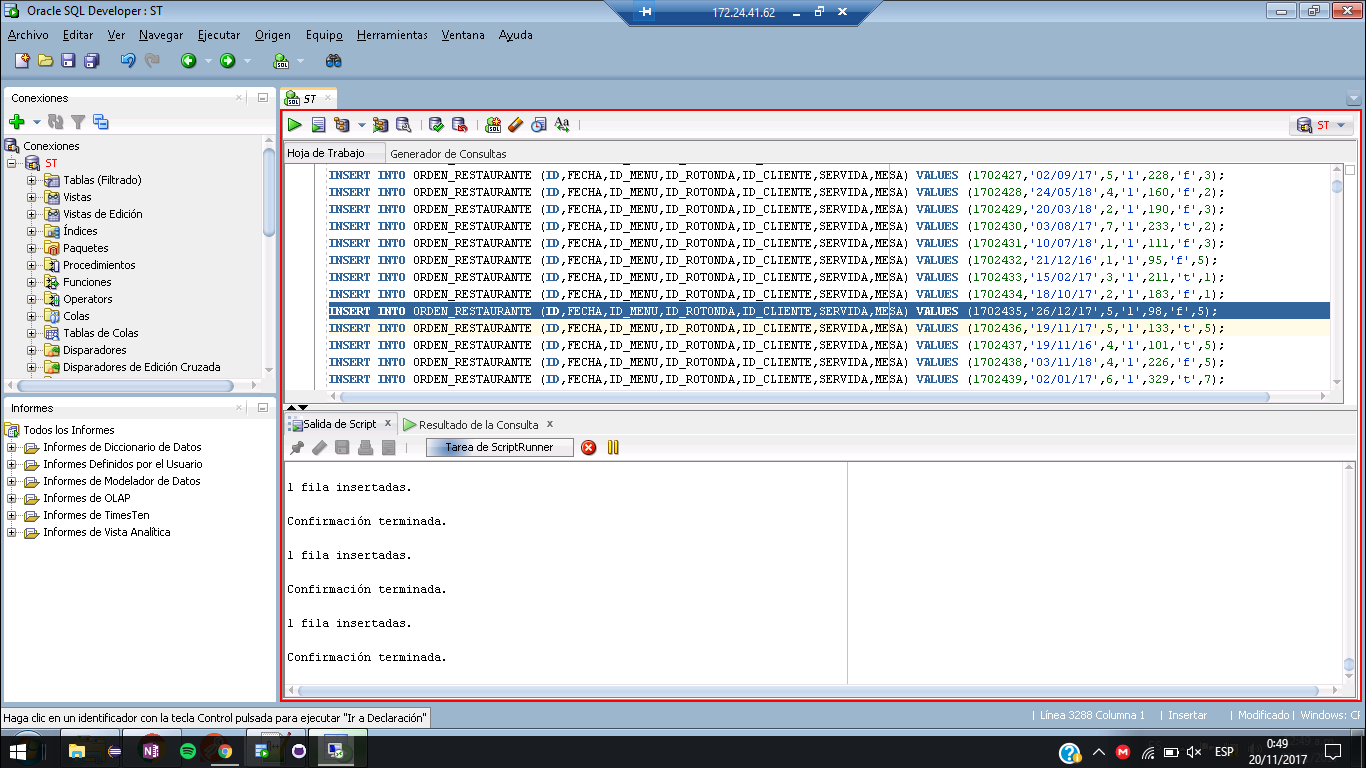 Oracle SQL Developer : ST
172.24.41.62
Archivo Editar Ver Navegar Ejecutar Origen Equipo Herramientas Ventana Ayuda
Conexiones
Conexiones
ST
Tablas (Filtrado)
Vistas
Vistas de Edición
Índices
Paquetes
Procedimientos
Funciones
Operators
Colas
Tablas de Colas
Disparadores
Disparadores de Edición Cruzada
Informes
Todos los Informes
Informes de Diccionario de Datos
Informes Definidos por el Usuario
Informes de Modelador de Datos
Informes de OLAP
Informes de TimesTen
Informes de Vista Analítica
ST
ST
Hoja de Trabajo Generador de Consultas
INSERT INTO ORDEN_RESTAURANTE (ID,FECHA,ID_MENU,ID_ROTONDA,ID_CLIENTE,SERVIDA,MESA) VALUES (1702427,'02/09/17',5,'1',228,'f',3);
INSERT INTO ORDEN_RESTAURANTE (ID,FECHA,ID_MENU,ID_ROTONDA,ID_CLIENTE,SERVIDA,MESA) VALUES (1702428,'24/05/18',4,'1',160,'f',2);
INSERT INTO ORDEN_RESTAURANTE (ID,FECHA,ID_MENU,ID_ROTONDA,ID_CLIENTE,SERVIDA,MESA) VALUES (1702429,'20/03/18',2,'1',190,'f',3);
INSERT INTO ORDEN_RESTAURANTE (ID,FECHA,ID_MENU,ID_ROTONDA,ID_CLIENTE,SERVIDA,MESA) VALUES (1702430,'03/08/17',7,'1',233,'t',2);
INSERT INTO ORDEN_RESTAURANTE (ID,FECHA,ID_MENU,ID_ROTONDA,ID_CLIENTE,SERVIDA,MESA) VALUES (1702431,'10/07/18',1,'1',111,'f',3);
INSERT INTO ORDEN_RESTAURANTE (ID,FECHA,ID_MENU,ID_ROTONDA,ID_CLIENTE,SERVIDA,MESA) VALUES (1702432,'21/12/16',1,'1',95,'f',5);
INSERT INTO ORDEN_RESTAURANTE (ID,FECHA,ID_MENU,ID_ROTONDA,ID_CLIENTE,SERVIDA,MESA) VALUES (1702433,'15/02/17',3,'1',211,'t',1);
INSERT INTO ORDEN_RESTAURANTE (ID,FECHA,ID_MENU,ID_ROTONDA,ID_CLIENTE,SERVIDA,MESA) VALUES (1702434,'18/10/17',2,'1',183,'f',1);
INSERT INTO ORDEN_RESTAURANTE (ID,FECHA,ID_MENU,ID_ROTONDA,ID_CLIENTE,SERVIDA,MESA) VALUES (1702435,'26/12/17',5,'1',98,'f',5);
INSERT INTO ORDEN_RESTAURANTE (ID,FECHA,ID_MENU,ID_ROTONDA,ID_CLIENTE,SERVIDA,MESA) VALUES (1702436,'19/11/17',5,'1',133,'t',5);
INSERT INTO ORDEN_RESTAURANTE (ID,FECHA,ID_MENU,ID_ROTONDA,ID_CLIENTE,SERVIDA,MESA) VALUES (1702437,'19/11/16',4,'1',101,'t',5);
INSERT INTO ORDEN_RESTAURANTE (ID,FECHA,ID_MENU,ID_ROTONDA,ID_CLIENTE,SERVIDA,MESA) VALUES (1702438,'03/11/18',4,'1',226,'f',5);
INSERT INTO ORDEN_RESTAURANTE (ID,FECHA,ID_MENU,ID_ROTONDA,ID_CLIENTE,SERVIDA,MESA) VALUES (1702439,'02/01/17',6,'1',329,'t',7);
Salida de Script x Resultado de la Consulta x
Tarea de ScriptRunner
1 fila insertadas.
Confirmación terminada.
1 fila insertadas.
Confirmación terminada.
1 fila insertadas.
Confirmación terminada.
Haga clic en un identificador con la tecla Control pulsada para ejecutar "Ir a Declaración"
Línea 3288 Columna 1 | Insertar | Modificado | Windows: CR
ESP
0:49
20/11/2017